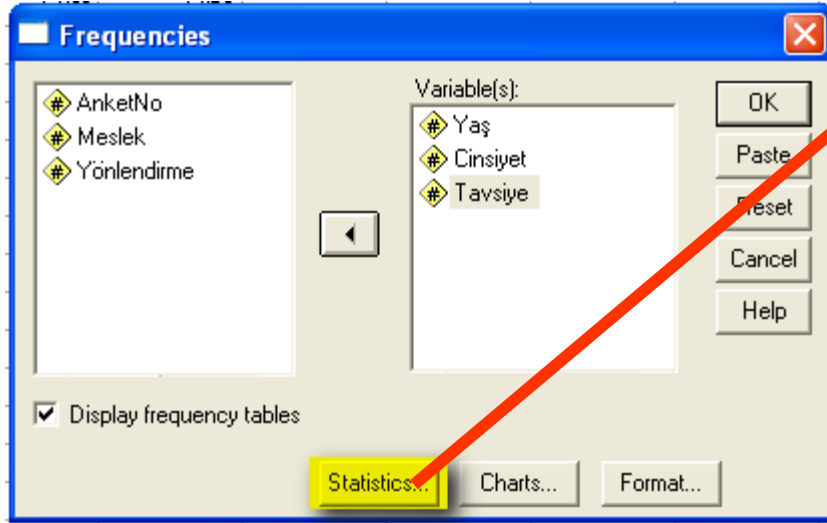 Frequencies
AnketNo
Meslek
Yönlendirme
Variable(s):
Yaş
Cinsiyet
Tavsiye
OK
Paste
Reset
Cancel
Help
Display frequency tables
Statistics...
Charts...
Format...